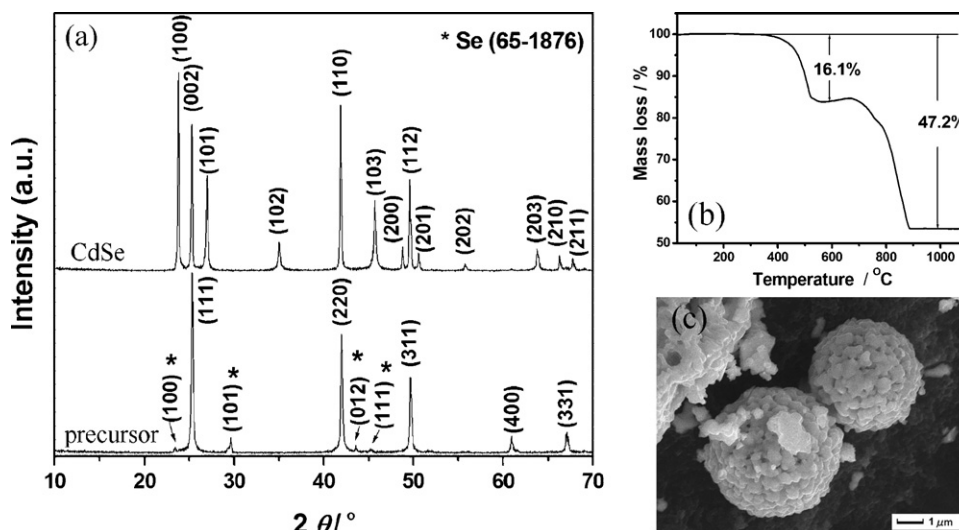 (a)
* Se (65-1876)
(100)
(002)
(101)
(102)
(110)
(103)
(200)
(112)
(201)
(202)
(203)
(210)
(211)
CdSe
(100) *
(111)
(101) *
(220)
(012) *
(111) *
(311)
(400)
(331)
precursor
Intensity (a.u.)
10 20 30 40 50 60 70
2 θ/ °
100
90
80
70
60
50
Mass loss / %
16.1%
47.2%
(b)
0 200 400 600 800 1000
Temperature / °C
(c)
1 μm